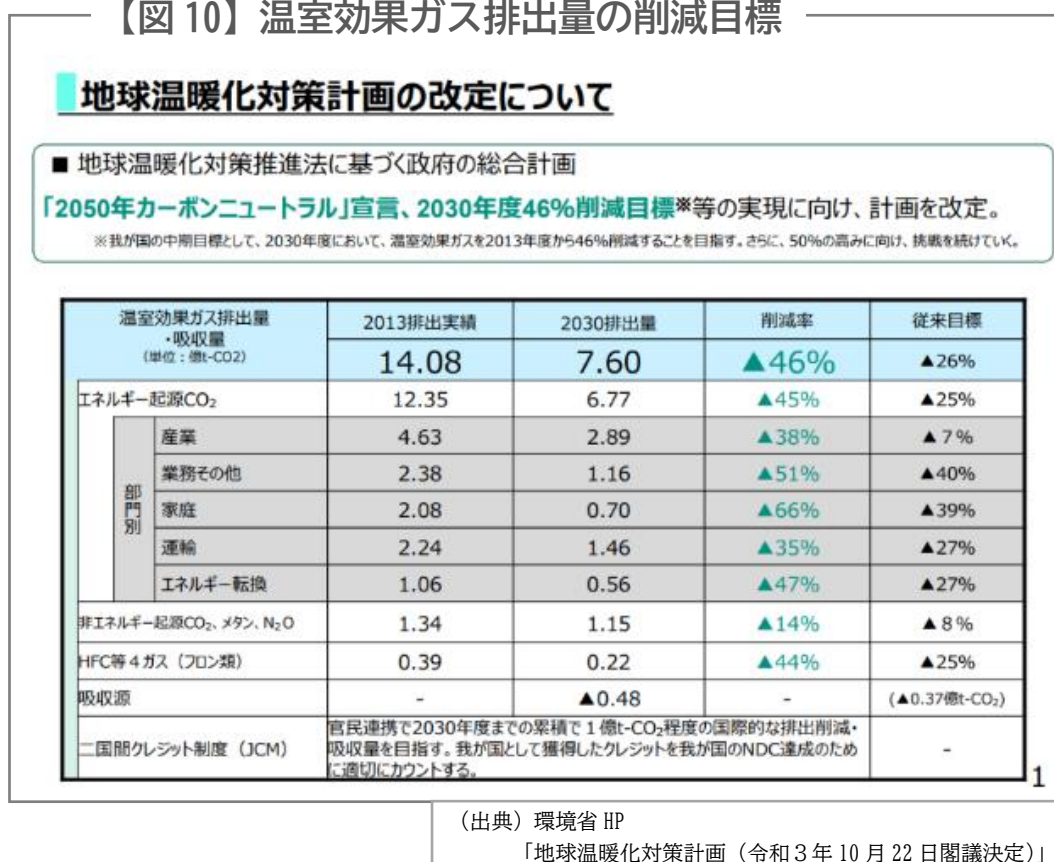 【図 10】温室効果ガス排出量の削減目標
地球温暖化対策計画の改定について
■ 地球温暖化対策推進法に基づく政府の総合計画
「2050年カーボンニュートラル」宣言、2030年度46%削減目標※等の実現に向け、計画を改定。
※我が国の中期目標として、2030年度において、温室効果ガスを2013年度から46%削減することを目指す。さらに、50%の高みに向け、挑戦を続けていく。
温室効果ガス排出量
・吸収量
(単位:億t-CO2)
2013排出実績 2030排出量 削減率 従来目標
14.08 7.60 ▲46% ▲26%
エネルギー起源CO₂ 12.35 6.77 ▲45% ▲25%
部門別
産業 4.63 2.89 ▲38% ▲7%
業務その他 2.38 1.16 ▲51% ▲40%
家庭 2.08 0.70 ▲66% ▲39%
運輸 2.24 1.46 ▲35% ▲27%
エネルギー転換 1.06 0.56 ▲47% ▲27%
非エネルギー起源CO₂、メタン、N₂O 1.34 1.15 ▲14% ▲8%
HFC等4ガス(フロン類) 0.39 0.22 ▲44% ▲25%
吸収源 - ▲0.48 - (▲0.37億t-CO₂)
二国間クレジット制度(JCM)
官民連携で2030年度までの累積で1億t-CO₂程度の国際的な排出削減・
吸収量を目指す。我が国として獲得したクレジットを我が国のNDC達成のため
に適切にカウントする。
-
1
(出典)環境省 HP
「地球温暖化対策計画(令和3年 10 月 22 日閣議決定)」